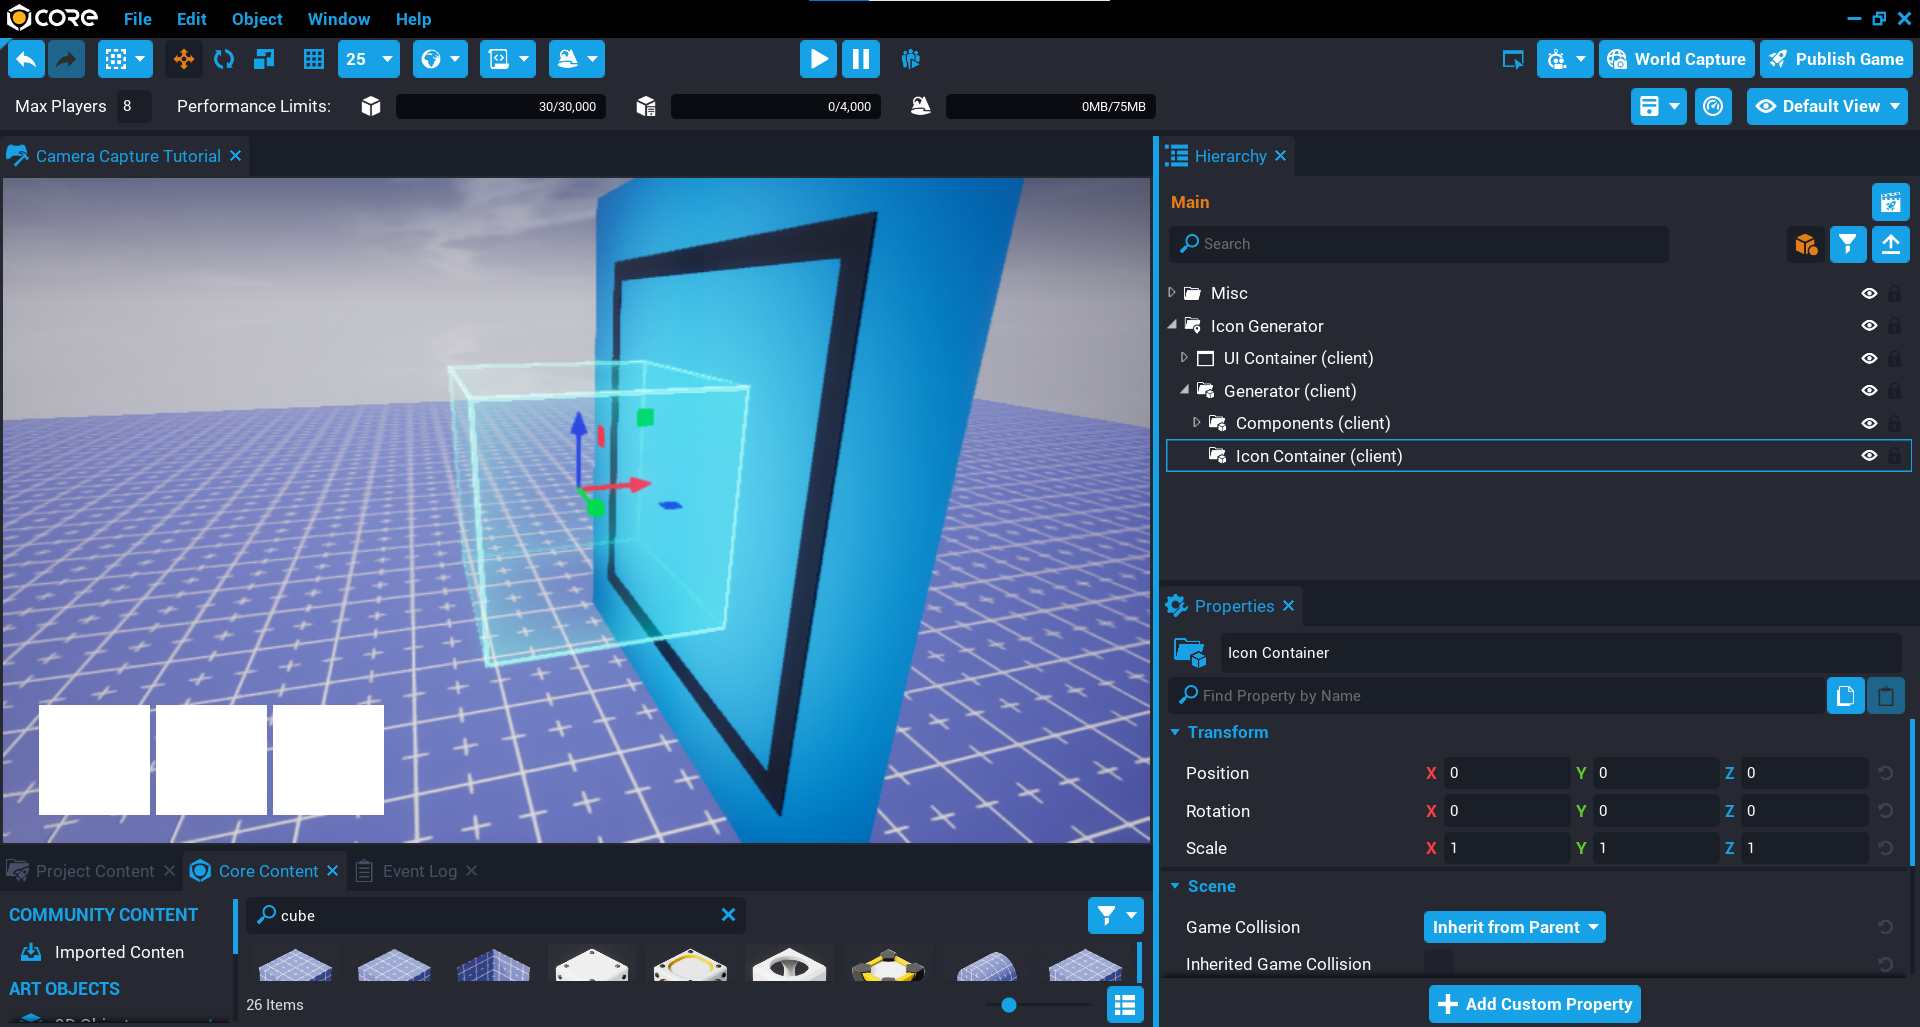 CORE
File Edit Object Window Help
25
World Capture
Publish Game
Max Players 8
Performance Limits:
30/30,000
0/4,000
0MB/75MB
Default View
Camera Capture Tutorial
Hierarchy
Main
Search
Misc
Icon Generator
UI Container (client)
Generator (client)
Components (client)
Icon Container (client)
Properties
Icon Container
Find Property by Name
Transform
Position X 0 Y 0 Z 0
Rotation X 0 Y 0 Z 0
Scale X 1 Y 1 Z 1
Scene
Game Collision Inherit from Parent
Inherited Game Collision
Add Custom Property
Project Content
Core Content
Event Log
COMMUNITY CONTENT
Imported Conten
ART OBJECTS
cube
26 Items